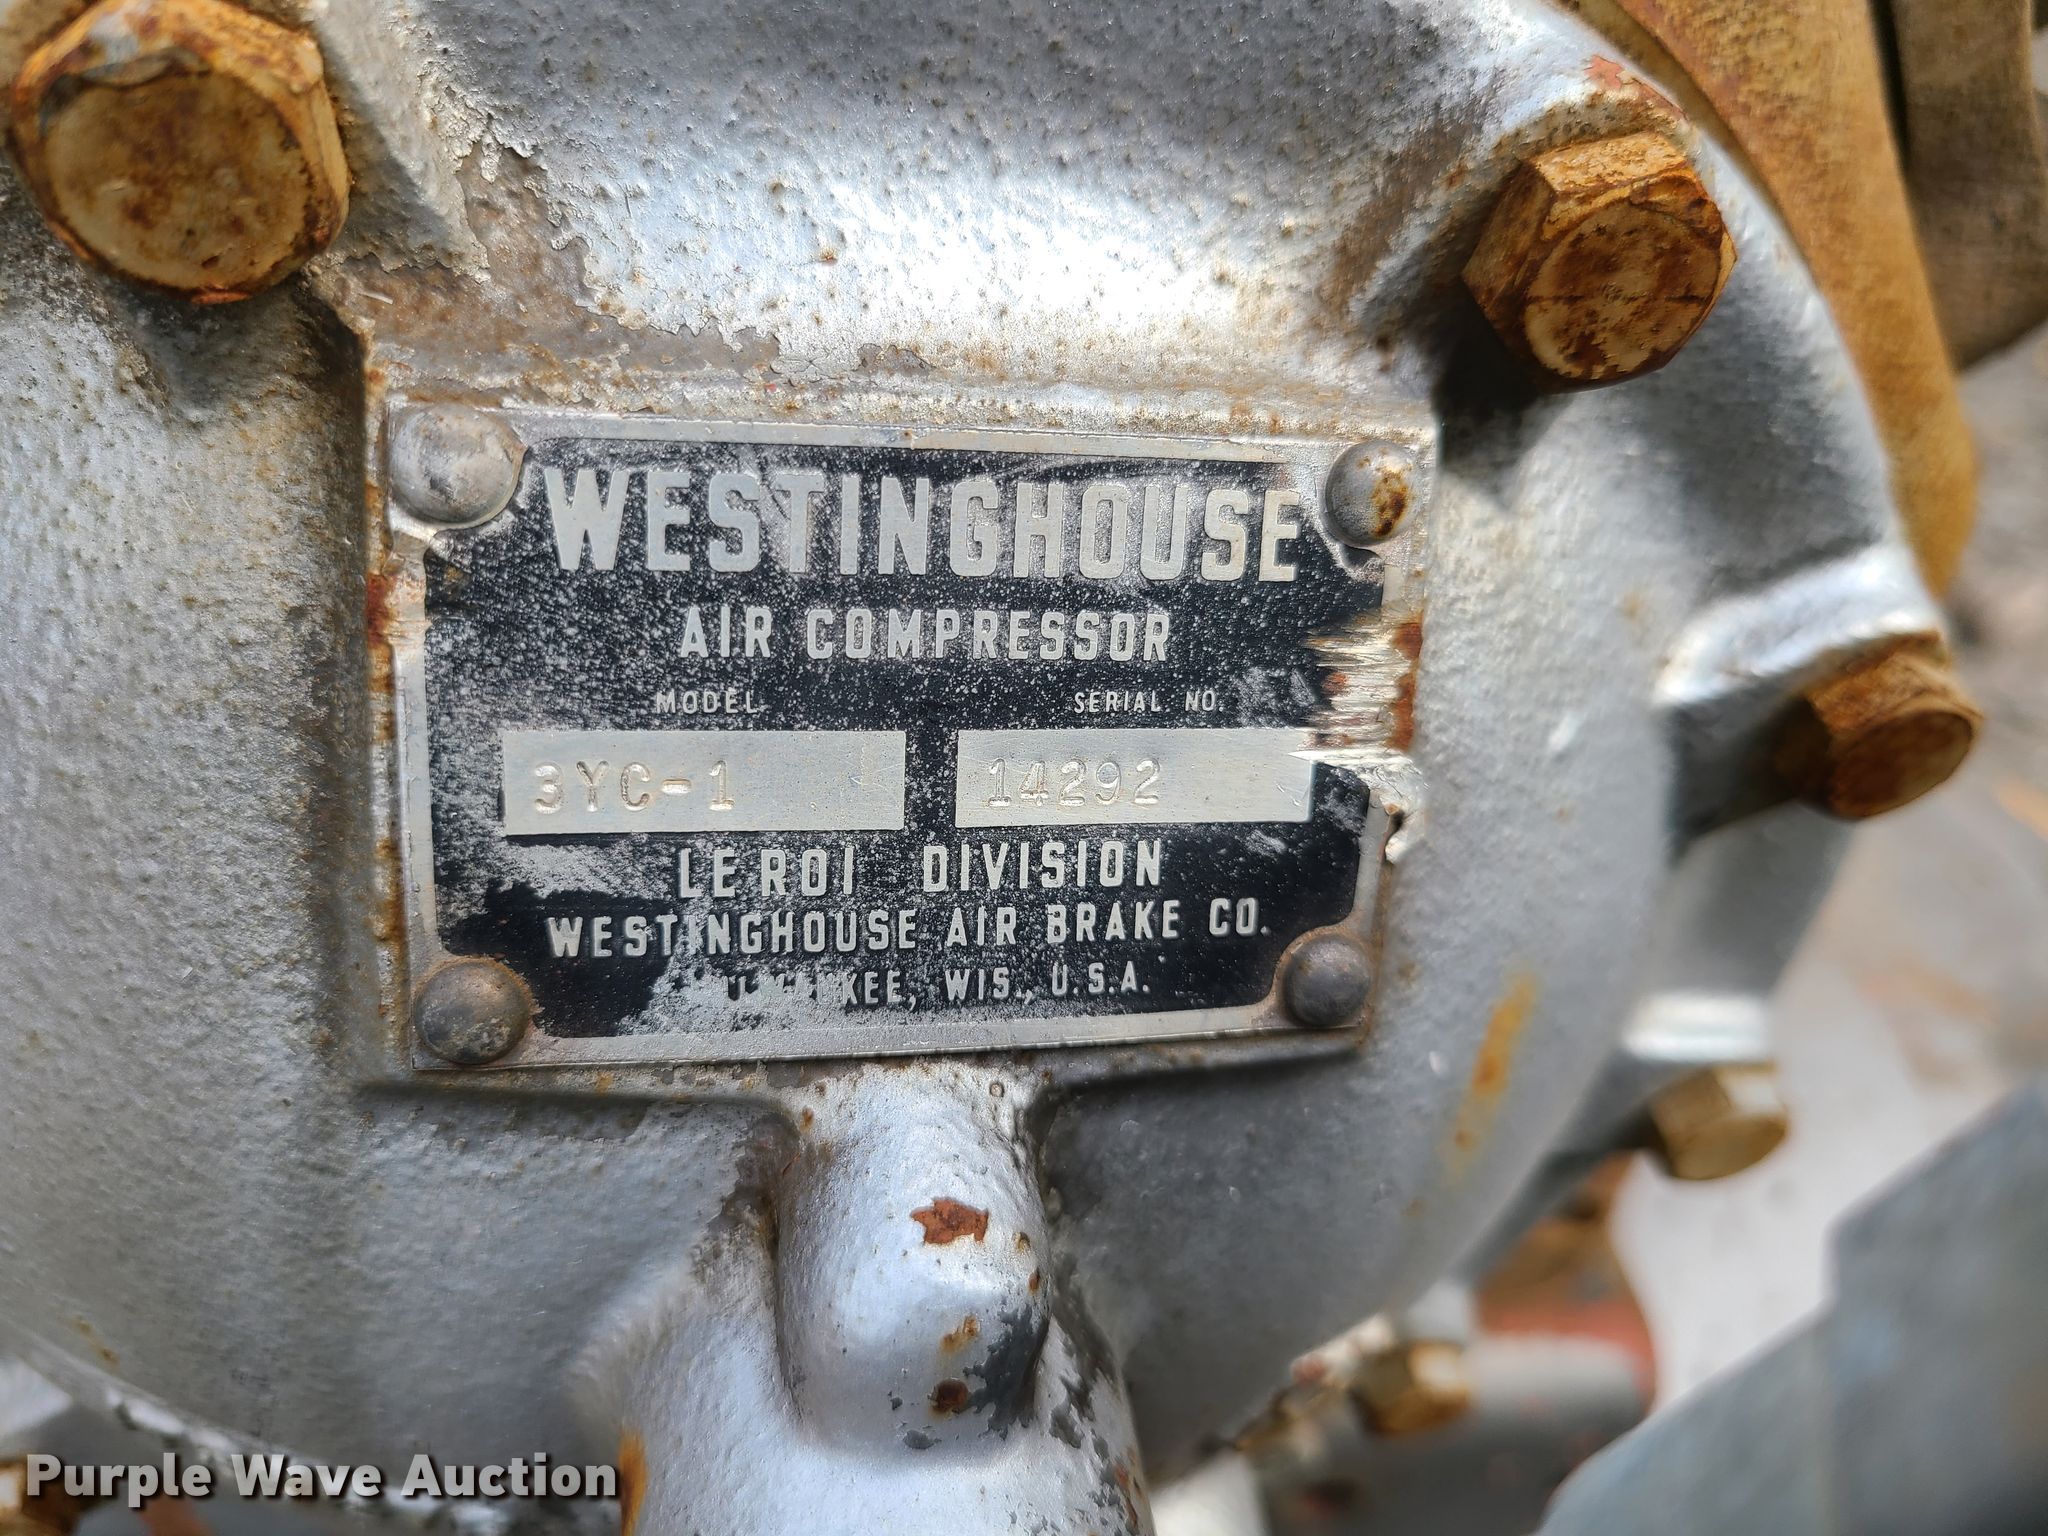 WESTINGHOUSE
AIR COMPRESSOR
MODEL SERIAL NO.
3YC-1 14292
LE ROI DIVISION
WESTINGHOUSE AIR BRAKE CO.
MILWAUKEE, WIS., U.S.A.
Purple Wave Auction